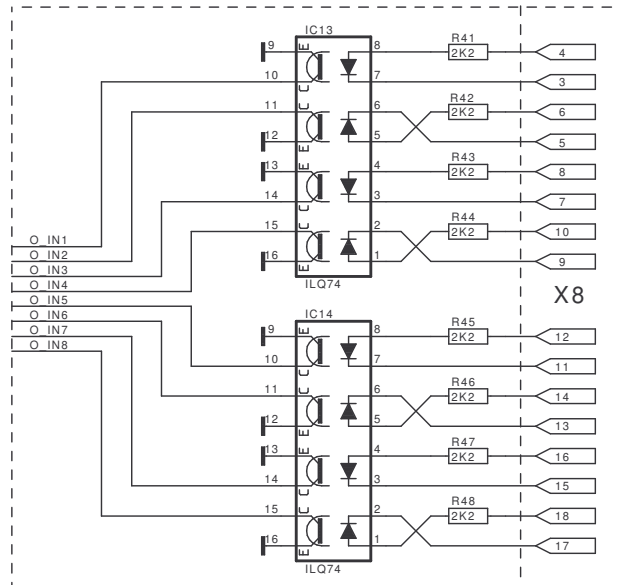 IC13
9 E 8 R41 2K2 4
10 C 7 3
11 C 6 R42 2K2 6
12 E 5 5
13 E 4 R43 2K2 8
14 C 3 7
15 C 2 R44 2K2 10
16 E 1 9
ILQ74
O_IN1
O_IN2
O_IN3
O_IN4
O_IN5
O_IN6
O_IN7
O_IN8
X8
IC14
9 E 8 R45 2K2 12
10 C 7 11
11 C 6 R46 2K2 14
12 E 5 13
13 E 4 R47 2K2 16
14 C 3 15
15 C 2 R48 2K2 18
16 E 1 17
ILQ74